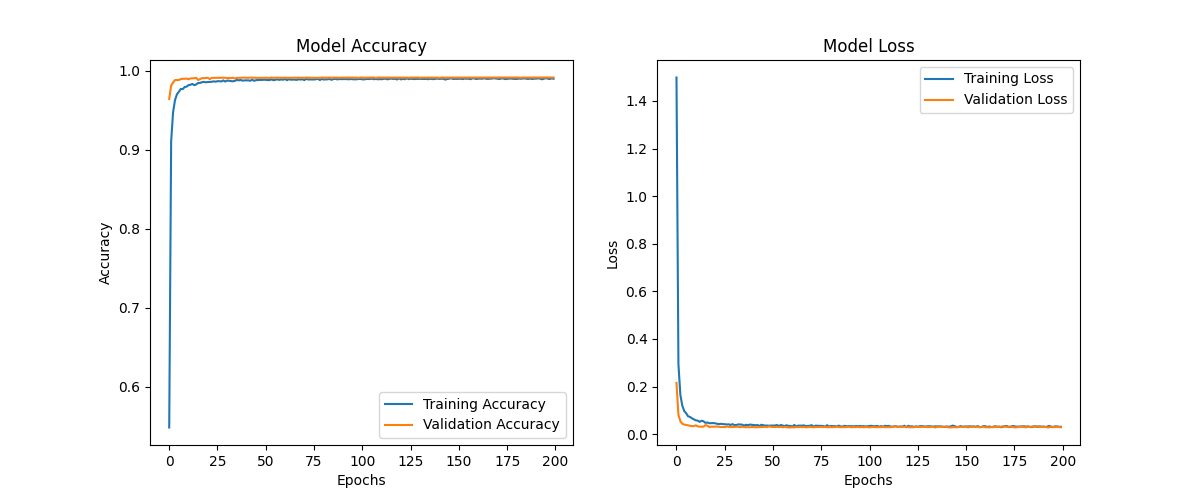 Model Accuracy
1.0
0.9
0.8
0.7
0.6
Accuracy
Training Accuracy
Validation Accuracy
0 25 50 75 100 125 150 175 200
Epochs
Model Loss
Training Loss
Validation Loss
1.4
1.2
1.0
0.8
0.6
0.4
0.2
0.0
Loss
0 25 50 75 100 125 150 175 200
Epochs